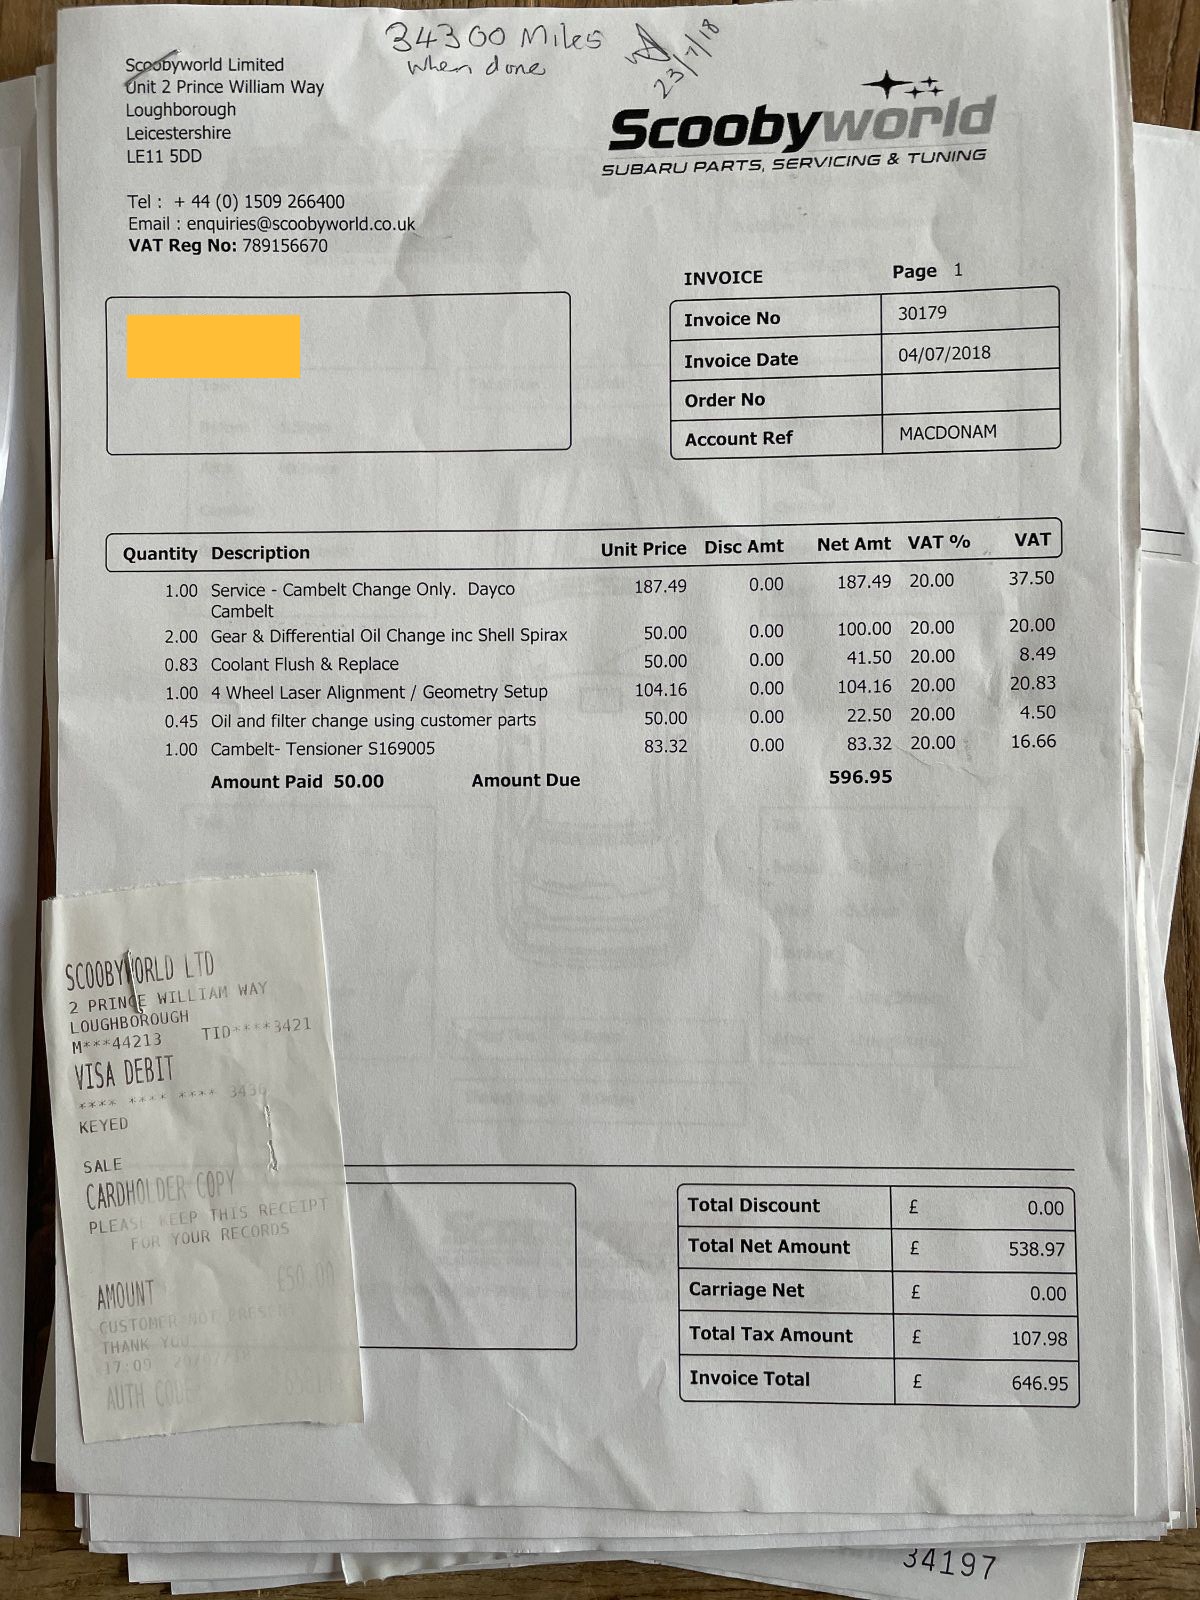 34300 Miles
when done
23/7/18
Scoobyworld Limited
Unit 2 Prince William Way
Loughborough
Leicestershire
LE11 5DD
Tel : + 44 (0) 1509 266400
Email : enquiries@scoobyworld.co.uk
VAT Reg No: 789156670
Scoobyworld
SUBARU PARTS, SERVICING & TUNING
INVOICE Page 1
Invoice No 30179
Invoice Date 04/07/2018
Order No
Account Ref MACDONAM
Quantity Description Unit Price Disc Amt Net Amt VAT % VAT
1.00 Service - Cambelt Change Only. Dayco 187.49 0.00 187.49 20.00 37.50
Cambelt
2.00 Gear & Differential Oil Change inc Shell Spirax 50.00 0.00 100.00 20.00 20.00
0.83 Coolant Flush & Replace 50.00 0.00 41.50 20.00 8.49
1.00 4 Wheel Laser Alignment / Geometry Setup 104.16 0.00 104.16 20.00 20.83
0.45 Oil and filter change using customer parts 50.00 0.00 22.50 20.00 4.50
1.00 Cambelt- Tensioner S169005 83.32 0.00 83.32 20.00 16.66
Amount Paid 50.00 Amount Due 596.95
SCOOBYWORLD LTD
2 PRINCE WILLIAM WAY
LOUGHBOROUGH
M***44213 TID****3421
VISA DEBIT
**** **** ****
KEYED
SALE
CARDHOLDER COPY
PLEASE KEEP THIS RECEIPT
FOR YOUR RECORDS
AMOUNT £50.00
CUSTOMER NOT PRESENT
THANK YOU
17:09
AUTH CODE
Total Discount £ 0.00
Total Net Amount £ 538.97
Carriage Net £ 0.00
Total Tax Amount £ 107.98
Invoice Total £ 646.95
34197